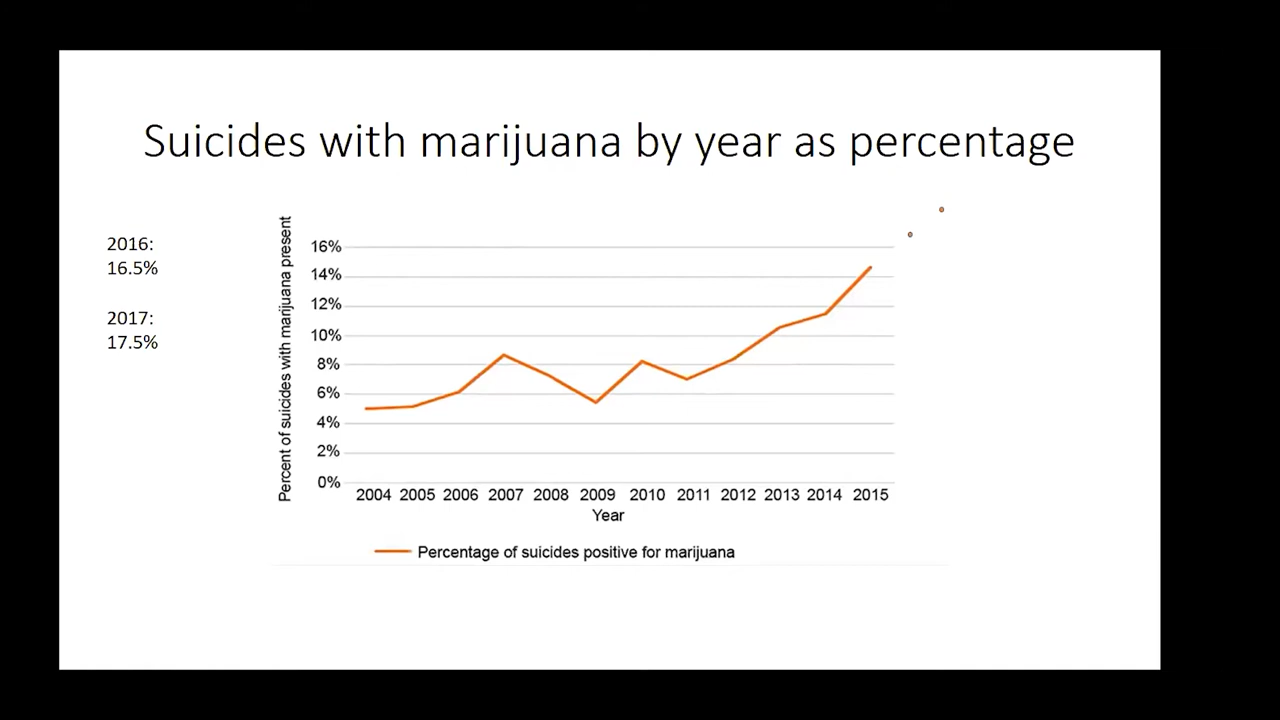 Suicides with marijuana by year as percentage
2016:
16.5%
2017:
17.5%
Percent of suicides with marijuana present
16%
14%
12%
10%
8%
6%
4%
2%
0%
2004 2005 2006 2007 2008 2009 2010 2011 2012 2013 2014 2015
Year
Percentage of suicides positive for marijuana